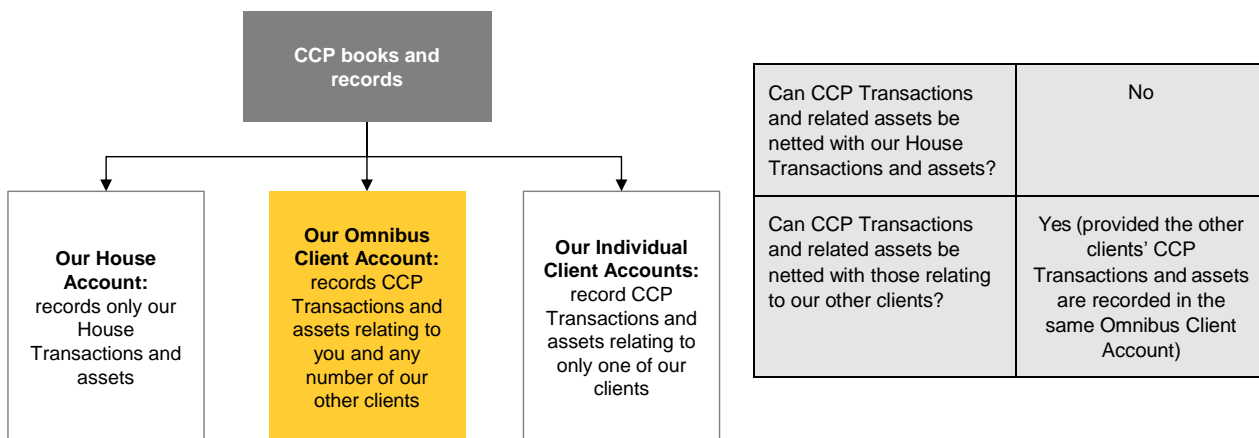 CCP books and
records
Our House
Account:
records only our
House
Transactions and
assets
Our Omnibus
Client Account:
records CCP
Transactions and
assets relating to
you and any
number of our
other clients
Our Individual
Client Accounts:
record CCP
Transactions and
assets relating to
only one of our
clients
Can CCP Transactions
and related assets be
netted with our House
Transactions and assets?
No
Can CCP Transactions
and related assets be
netted with those relating
to our other clients?
Yes (provided the other
clients’ CCP
Transactions and assets
are recorded in the
same Omnibus Client
Account)